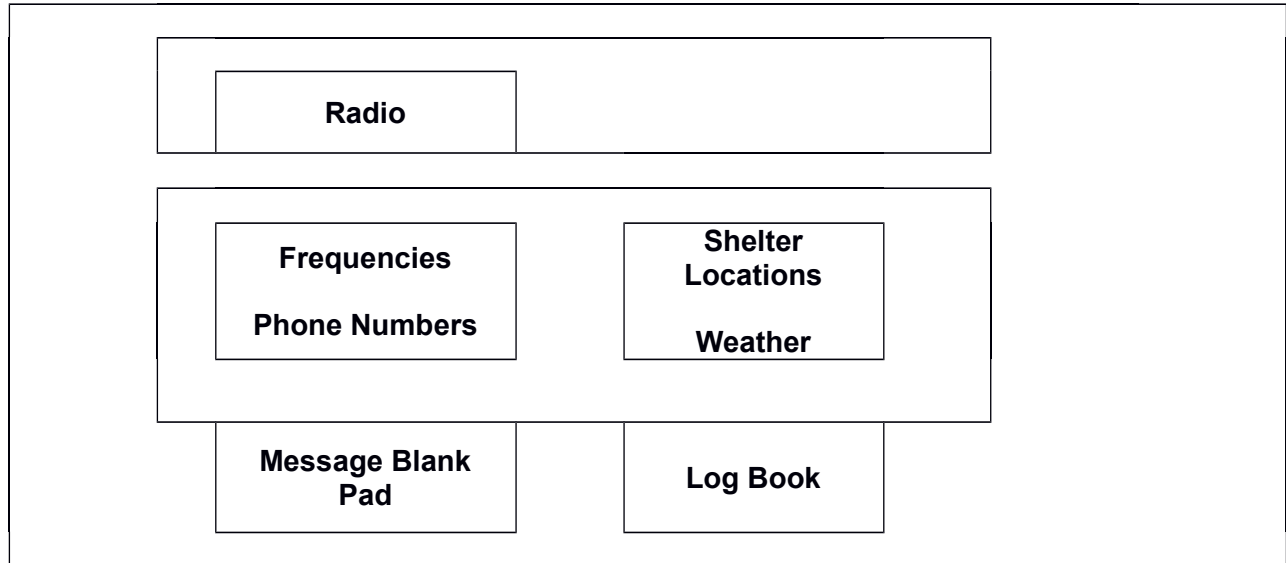 Radio
Frequencies
Phone Numbers
Shelter
Locations
Weather
Message Blank
Pad
Log Book